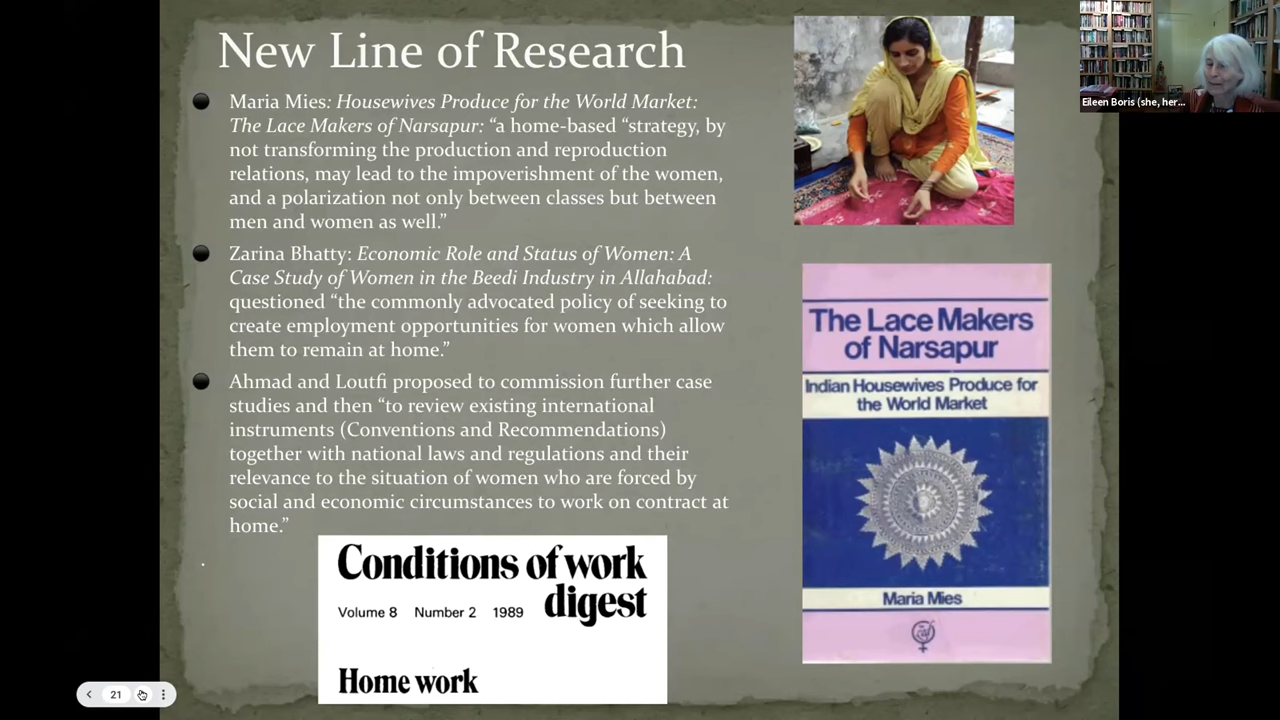 New Line of Research
Maria Mies: Housewives Produce for the World Market:
The Lace Makers of Narsapur: “a home-based “strategy, by
not transforming the production and reproduction
relations, may lead to the impoverishment of the women,
and a polarization not only between classes but between
men and women as well.”
Zarina Bhatty: Economic Role and Status of Women: A
Case Study of Women in the Beedi Industry in Allahabad:
questioned “the commonly advocated policy of seeking to
create employment opportunities for women which allow
them to remain at home.”
Ahmad and Loutfi proposed to commission further case
studies and then “to review existing international
instruments (Conventions and Recommendations)
together with national laws and regulations and their
relevance to the situation of women who are forced by
social and economic circumstances to work on contract at
home.”
Conditions of work
digest
Volume 8 Number 2 1989
Home work
The Lace Makers
of Narsapur
Indian Housewives Produce for
the World Market
Maria Mies
Eileen Boris (she, her...
21